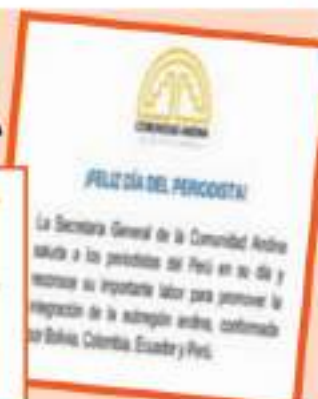 COMUNIDAD ANDINA
¡FELIZ DÍA DEL PERIODISTA!
La Secretaría General de la Comunidad Andina
saluda a los periodistas del Perú en su día y
reconoce su importante labor para promover la
integración de la subregión andina, conformada
por Bolivia, Colombia, Ecuador y Perú.